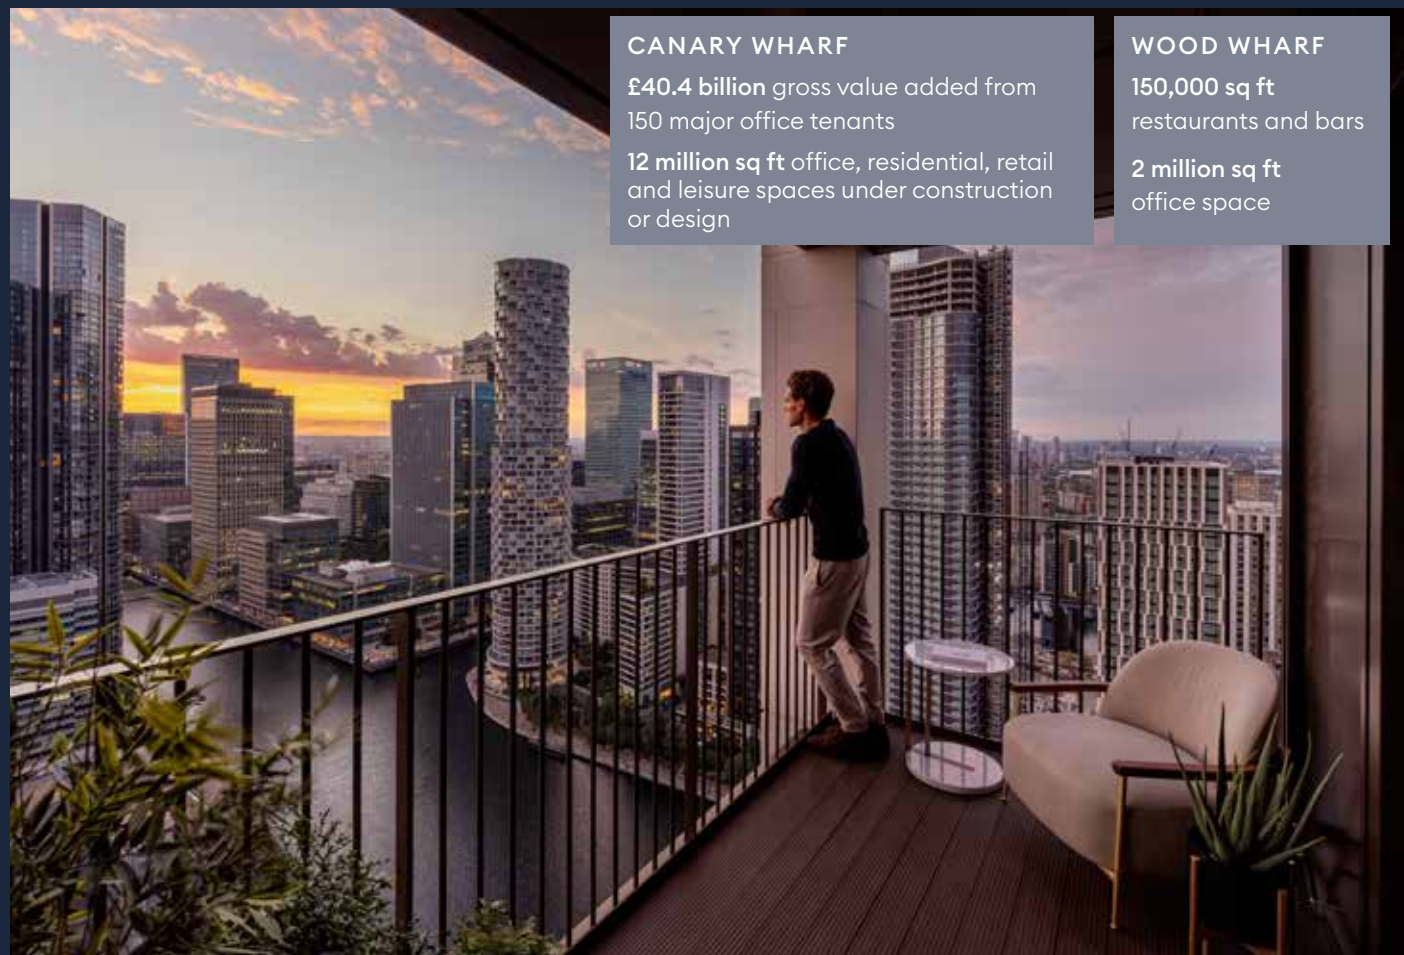 CANARY WHARF
£40.4 billion gross value added from
150 major office tenants
12 million sq ft office, residential, retail
and leisure spaces under construction
or design
WOOD WHARF
150,000 sq ft
restaurants and bars
2 million sq ft
office space